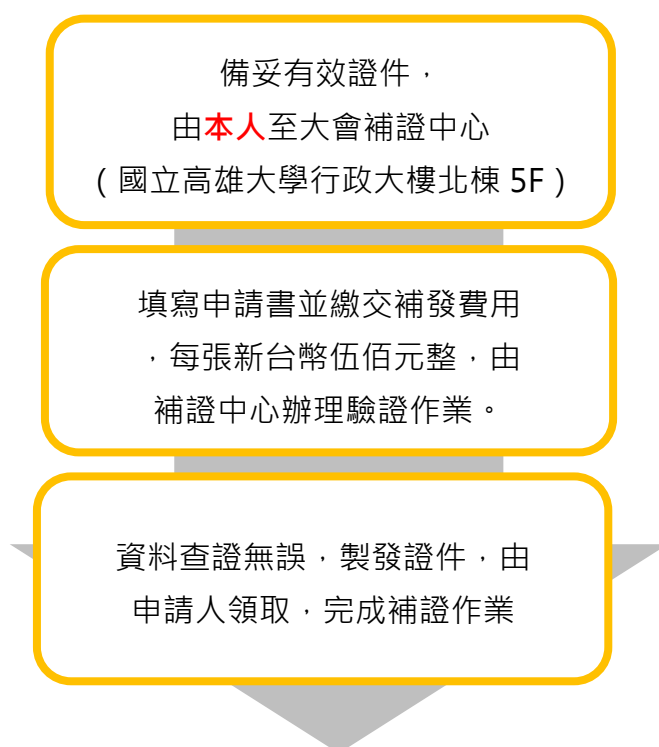 備妥有效證件，
由本人至大會補證中心
（國立高雄大學行政大樓北棟 5F）
填寫申請書並繳交補發費用
，每張新台幣伍佰元整，由
補證中心辦理驗證作業。
資料查證無誤，製發證件，由
申請人領取，完成補證作業